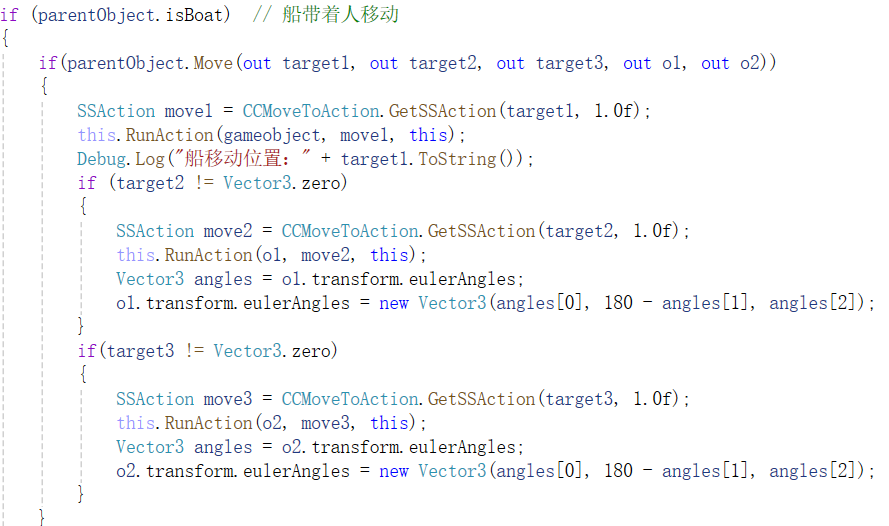 if (parentObject.isBoat)  // 船带着人移动
{
    if(parentObject.Move(out target1, out target2, out target3, out o1, out o2))
    {
        SSAction move1 = CCMoveToAction.GetSSAction(target1, 1.0f);
        this.RunAction(gameobject, move1, this);
        Debug.Log("船移动位置：" + target1.ToString());
        if (target2 != Vector3.zero)
        {
            SSAction move2 = CCMoveToAction.GetSSAction(target2, 1.0f);
            this.RunAction(o1, move2, this);
            Vector3 angles = o1.transform.eulerAngles;
            o1.transform.eulerAngles = new Vector3(angles[0], 180 - angles[1], angles[2]);
        }
        if(target3 != Vector3.zero)
        {
            SSAction move3 = CCMoveToAction.GetSSAction(target3, 1.0f);
            this.RunAction(o2, move3, this);
            Vector3 angles = o2.transform.eulerAngles;
            o2.transform.eulerAngles = new Vector3(angles[0], 180 - angles[1], angles[2]);
        }
    }